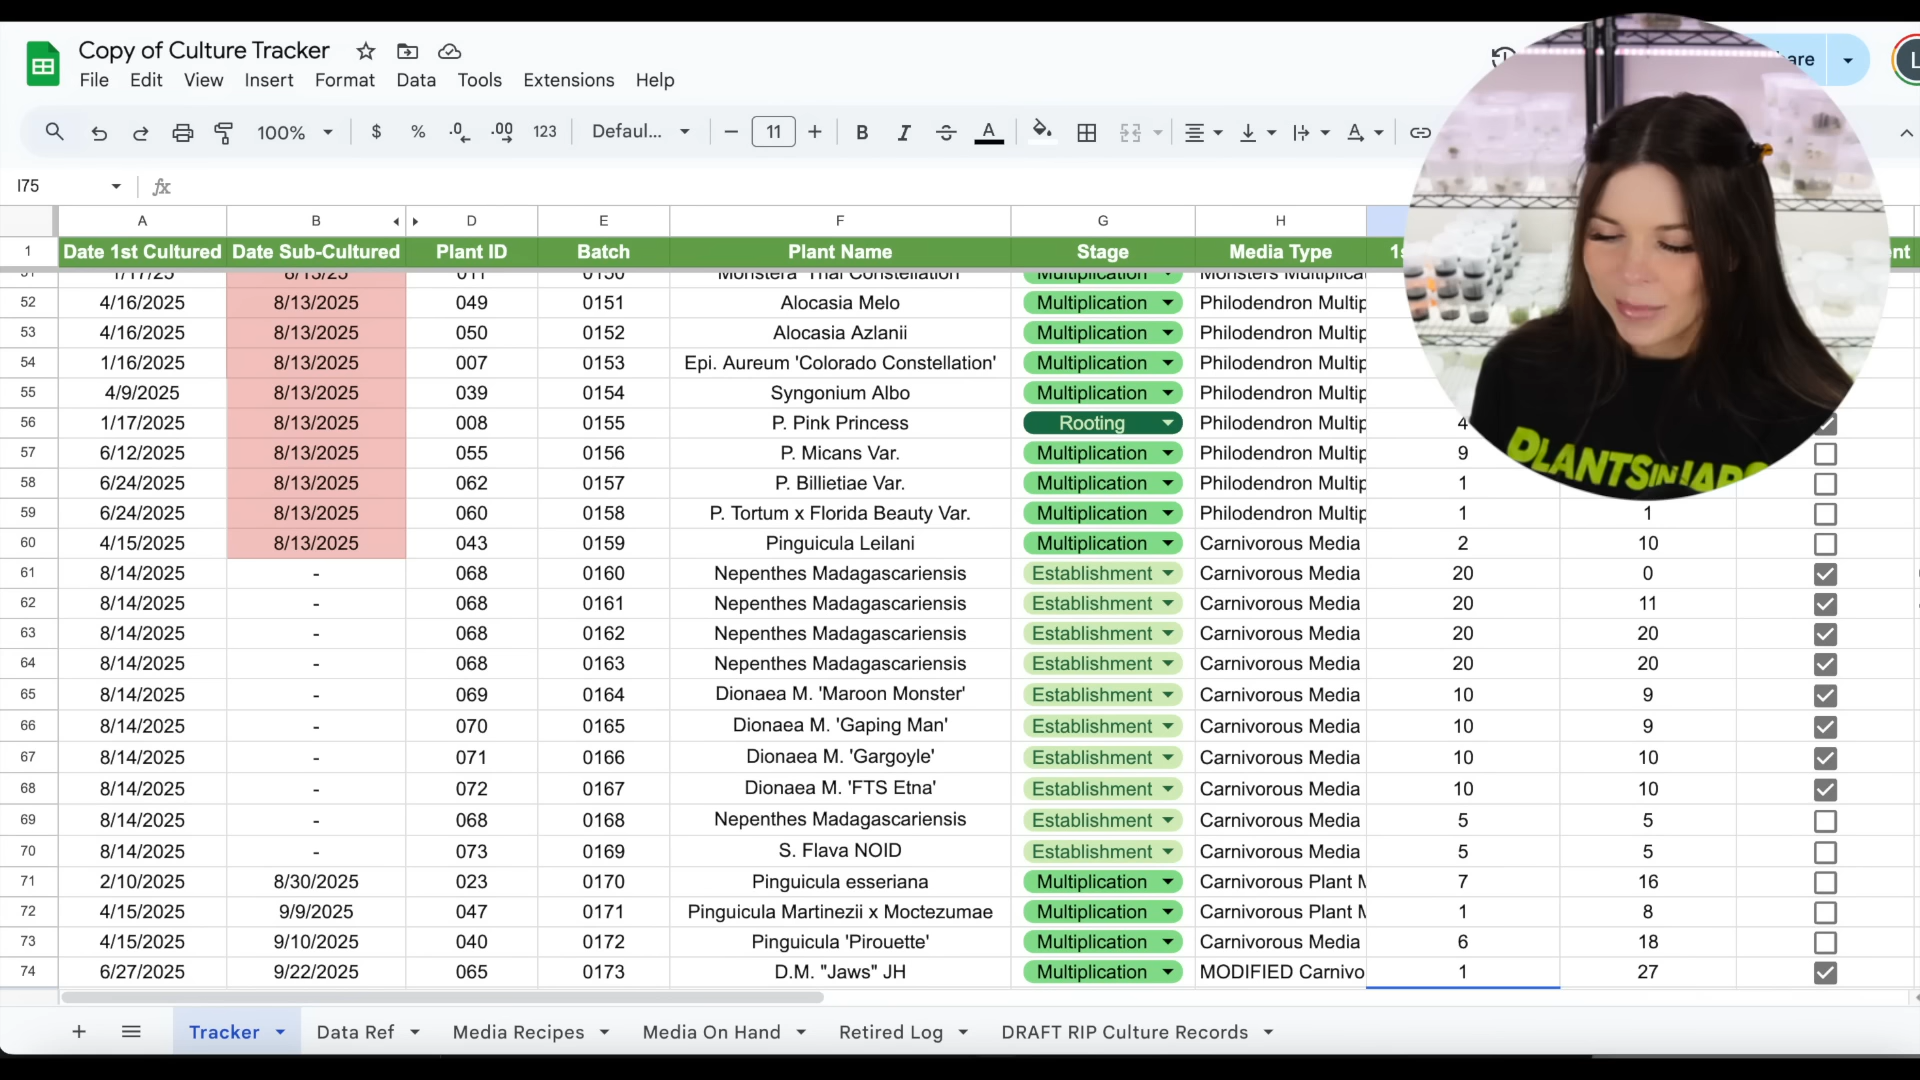 Copy of Culture Tracker
File Edit View Insert Format Data Tools Extensions Help
100% $ % .0 .00 123 Defaul... 11 B I A
I75 fx
A B D E F G H
1 Date 1st Cultured Date Sub-Cultured Plant ID Batch Plant Name Stage Media Type
52 4/16/2025 8/13/2025 049 0151 Alocasia Melo Multiplication Philodendron Multip
53 4/16/2025 8/13/2025 050 0152 Alocasia Azlanii Multiplication Philodendron Multip
54 1/16/2025 8/13/2025 007 0153 Epi. Aureum 'Colorado Constellation' Multiplication Philodendron Multip
55 4/9/2025 8/13/2025 039 0154 Syngonium Albo Multiplication Philodendron Multip
56 1/17/2025 8/13/2025 008 0155 P. Pink Princess Rooting Philodendron Multip 4
57 6/12/2025 8/13/2025 055 0156 P. Micans Var. Multiplication Philodendron Multip 9
58 6/24/2025 8/13/2025 062 0157 P. Billietiae Var. Multiplication Philodendron Multip 1
59 6/24/2025 8/13/2025 060 0158 P. Tortum x Florida Beauty Var. Multiplication Philodendron Multip 1 1
60 4/15/2025 8/13/2025 043 0159 Pinguicula Leilani Multiplication Carnivorous Media 2 10
61 8/14/2025 - 068 0160 Nepenthes Madagascariensis Establishment Carnivorous Media 20 0
62 8/14/2025 - 068 0161 Nepenthes Madagascariensis Establishment Carnivorous Media 20 11
63 8/14/2025 - 068 0162 Nepenthes Madagascariensis Establishment Carnivorous Media 20 20
64 8/14/2025 - 068 0163 Nepenthes Madagascariensis Establishment Carnivorous Media 20 20
65 8/14/2025 - 069 0164 Dionaea M. 'Maroon Monster' Establishment Carnivorous Media 10 9
66 8/14/2025 - 070 0165 Dionaea M. 'Gaping Man' Establishment Carnivorous Media 10 9
67 8/14/2025 - 071 0166 Dionaea M. 'Gargoyle' Establishment Carnivorous Media 10 10
68 8/14/2025 - 072 0167 Dionaea M. 'FTS Etna' Establishment Carnivorous Media 10 10
69 8/14/2025 - 068 0168 Nepenthes Madagascariensis Establishment Carnivorous Media 5 5
70 8/14/2025 - 073 0169 S. Flava NOID Establishment Carnivorous Media 5 5
71 2/10/2025 8/30/2025 023 0170 Pinguicula esseriana Multiplication Carnivorous Plant M 7 16
72 4/15/2025 9/9/2025 047 0171 Pinguicula Martinezii x Moctezumae Multiplication Carnivorous Plant M 1 8
73 4/15/2025 9/10/2025 040 0172 Pinguicula 'Pirouette' Multiplication Carnivorous Media 6 18
74 6/27/2025 9/22/2025 065 0173 D.M. "Jaws" JH Multiplication MODIFIED Carnivo 1 27
Tracker Data Ref Media Recipes Media On Hand Retired Log DRAFT RIP Culture Records
PLANTS IN JARS